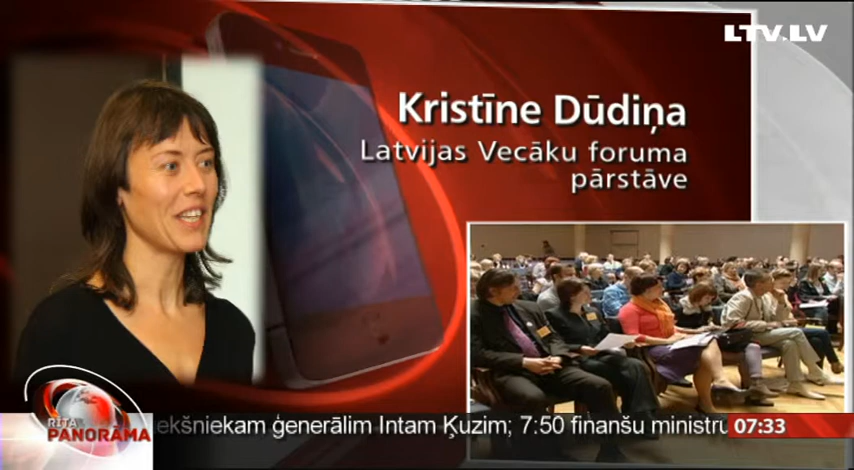 LTV.LV
Kristīne Dūdiņa
Latvijas Vecāku foruma
pārstāve
RĪTA
PANORĀMA
ekšniekam ģenerālim Intam Ķuzim; 7:50 finanšu ministru
07:33